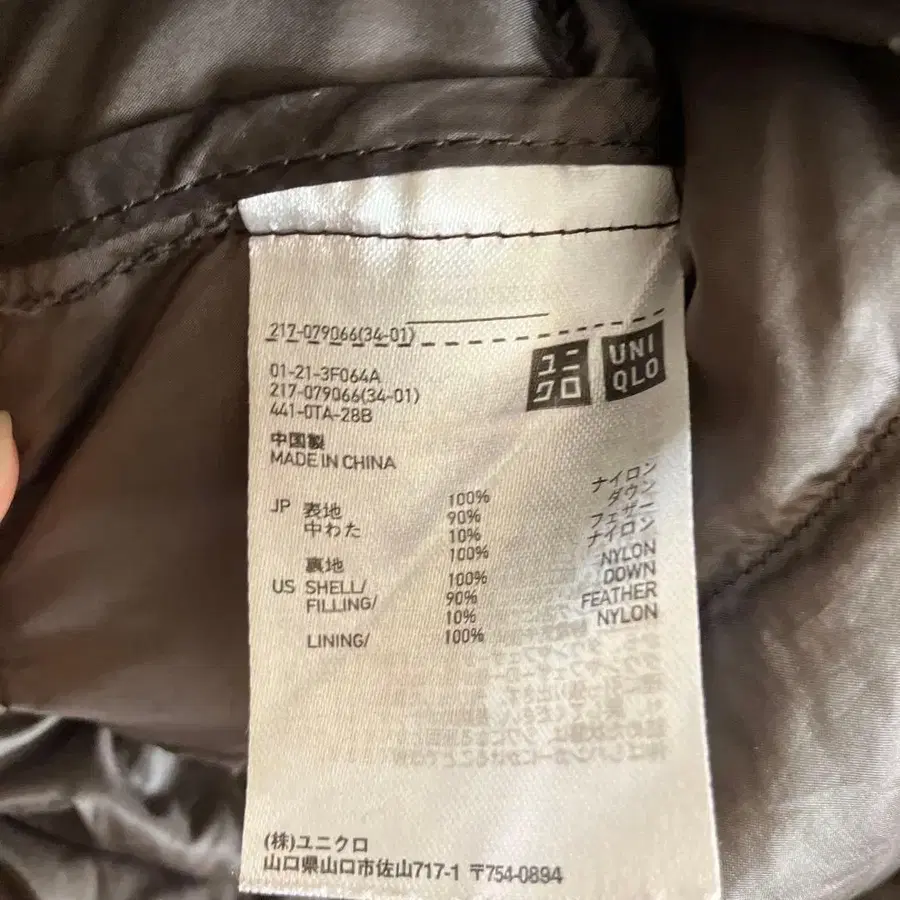 217-079066(34-01)
ユニ
クロ
UNI
QLO
01-21-3F064A
217-079066(34-01)
441-0TA-28B
中国製
MADE IN CHINA
JP 表地 100% ナイロン
中わた 90% ダウン
10% フェザー
裏地 100% ナイロン
US SHELL/ 100% NYLON
FILLING/ 90% DOWN
10% FEATHER
LINING/ 100% NYLON
(株)ユニクロ
山口県山口市佐山717-1 〒754-0894